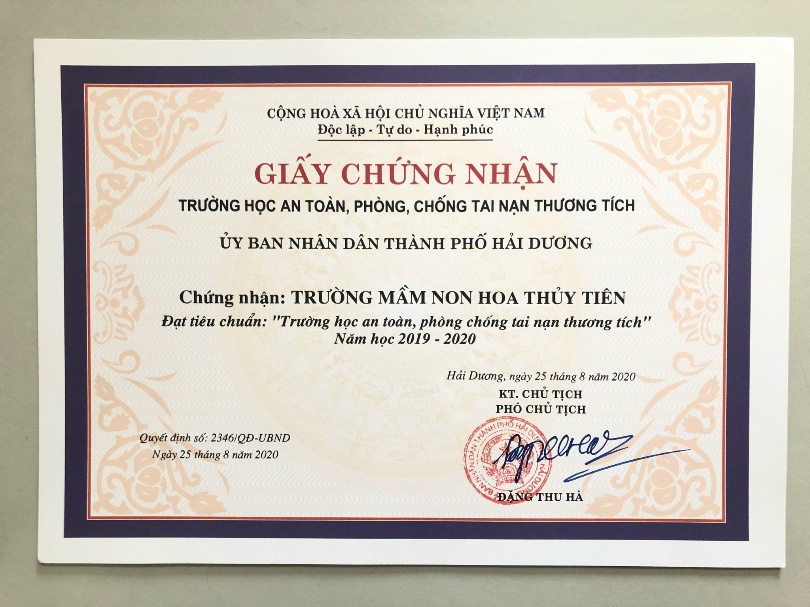 CỘNG HOÀ XÃ HỘI CHỦ NGHĨA VIỆT NAM
Độc lập - Tự do - Hạnh phúc
GIẤY CHỨNG NHẬN
TRƯỜNG HỌC AN TOÀN, PHÒNG, CHỐNG TAI NẠN THƯƠNG TÍCH
ỦY BAN NHÂN DÂN THÀNH PHỐ HẢI DƯƠNG
Chứng nhận: TRƯỜNG MẦM NON HOA THỦY TIÊN
Đạt tiêu chuẩn: "Trường học an toàn, phòng chống tai nạn thương tích"
Năm học 2019 - 2020
Hải Dương, ngày 25 tháng 8 năm 2020
KT. CHỦ TỊCH
PHÓ CHỦ TỊCH
Quyết định số: 2346/QĐ-UBND
Ngày 25 tháng 8 năm 2020
ĐẶNG THU HÀ